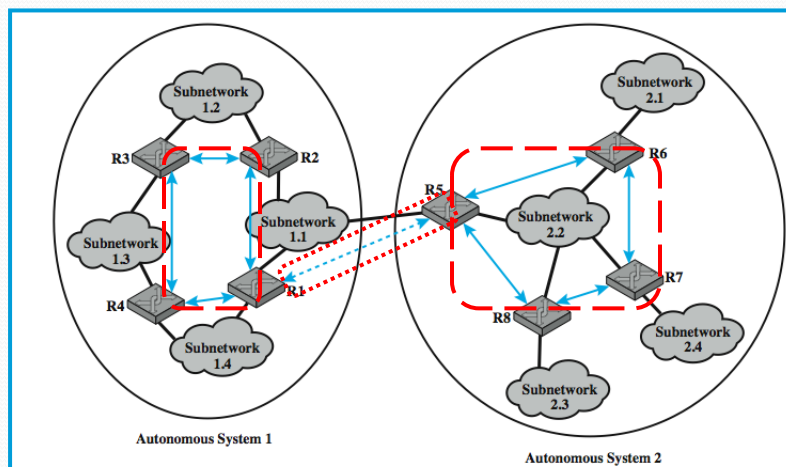 Subnetwork
1.2
R3
R2
Subnetwork
1.1
Subnetwork
1.3
R4
R1
Subnetwork
1.4
Autonomous System 1
Subnetwork
2.1
R6
R5
Subnetwork
2.2
R7
R8
Subnetwork
2.4
Subnetwork
2.3
Autonomous System 2